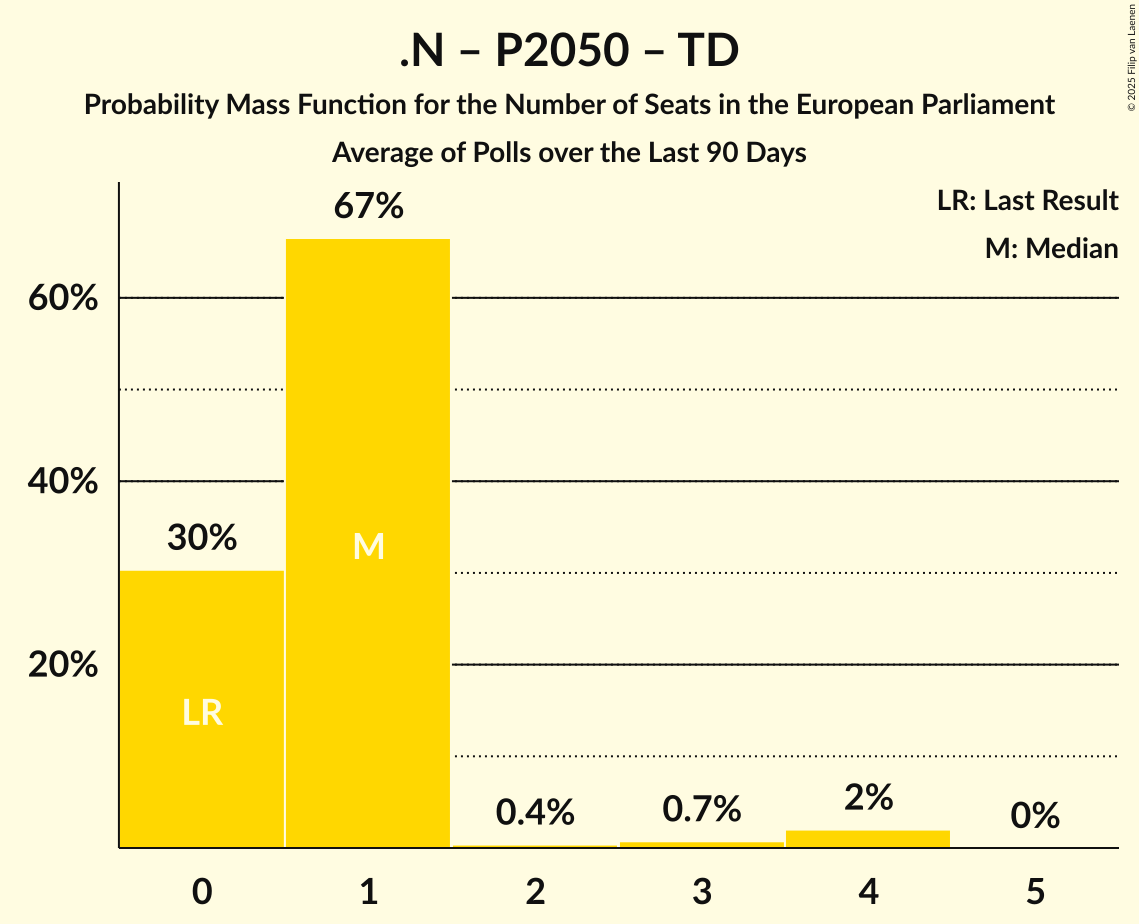 .N – P2050 – TD
Probability Mass Function for the Number of Seats in the European Parliament
Average of Polls over the Last 90 Days
© 2025 Filip van Laenen
LR: Last Result
M: Median
67%
60%
40%
30%
M
20%
LR
0.4%
0.7%
2%
0%
0 1 2 3 4 5